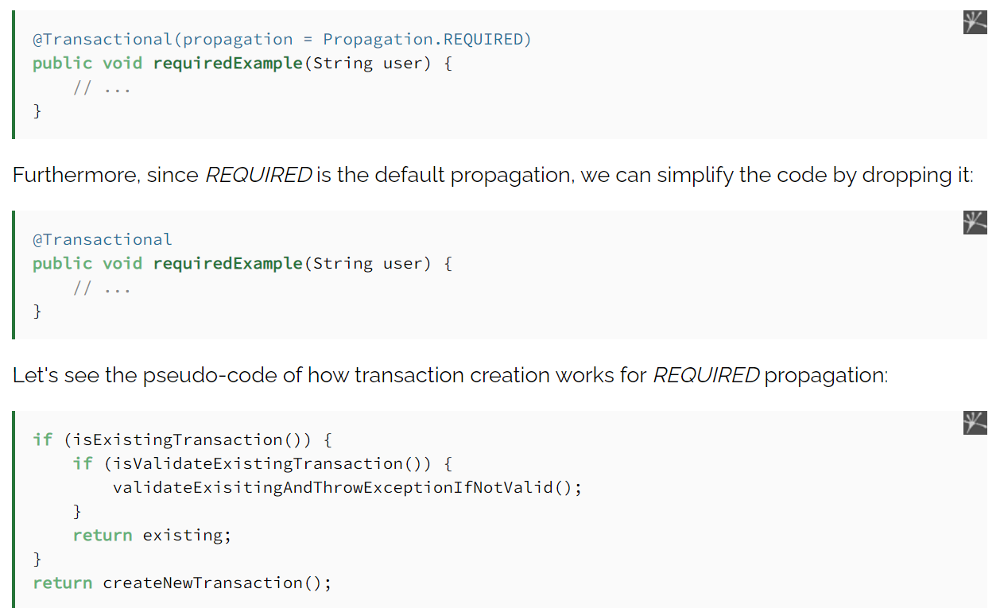 @Transactional(propagation = Propagation.REQUIRED)
public void requiredExample(String user) {
    // ...
}
Furthermore, since REQUIRED is the default propagation, we can simplify the code by dropping it:
@Transactional
public void requiredExample(String user) {
    // ...
}
Let's see the pseudo-code of how transaction creation works for REQUIRED propagation:
if (isExistingTransaction()) {
    if (isValidateExistingTransaction()) {
        validateExisitingAndThrowExceptionIfNotValid();
    }
    return existing;
}
return createNewTransaction();